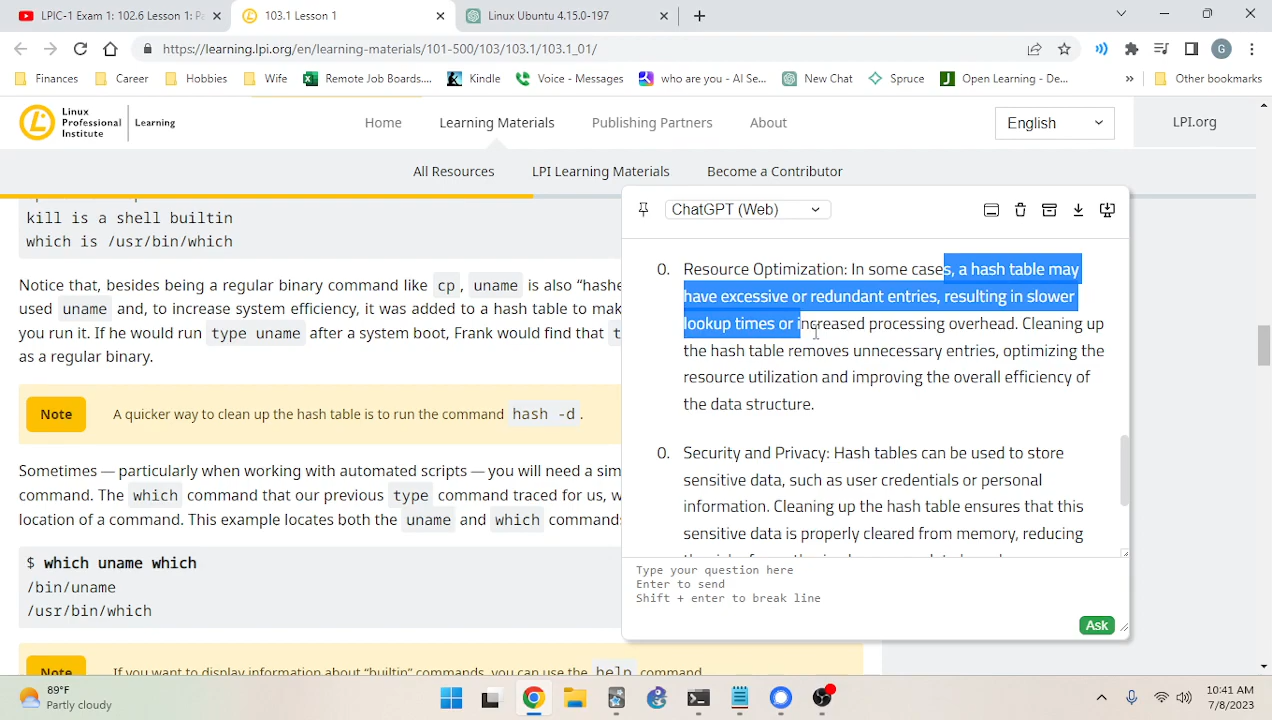 LPIC-1 Exam 1: 102.6 Lesson 1: P
103.1 Lesson 1
Linux Ubuntu 4.15.0-197
https://learning.lpi.org/en/learning-materials/101-500/103/103.1/103.1_01/
G
Finances
Career
Hobbies
Wife
Remote Job Boards....
Kindle
Voice - Messages
who are you - AI Se...
New Chat
Spruce
Open Learning - De...
»
Other bookmarks
Linux
Professional
Institute
Learning
Home
Learning Materials
Publishing Partners
About
English
LPI.org
All Resources
LPI Learning Materials
Become a Contributor
kill is a shell builtin
which is /usr/bin/which
Notice that, besides being a regular binary command like cp, uname is also “hashe
used uname and, to increase system efficiency, it was added to a hash table to mak
you run it. If he would run type uname after a system boot, Frank would find that t
as a regular binary.
Note
A quicker way to clean up the hash table is to run the command hash -d.
Sometimes — particularly when working with automated scripts — you will need a sim
command. The which command that our previous type command traced for us, w
location of a command. This example locates both the uname and which commands
$ which uname which
/bin/uname
/usr/bin/which
Note
If you want to display information about “builtin” commands, you can use the help command.
ChatGPT (Web)
0. Resource Optimization: In some cases, a hash table may
have excessive or redundant entries, resulting in slower
lookup times or increased processing overhead. Cleaning up
the hash table removes unnecessary entries, optimizing the
resource utilization and improving the overall efficiency of
the data structure.
0. Security and Privacy: Hash tables can be used to store
sensitive data, such as user credentials or personal
information. Cleaning up the hash table ensures that this
sensitive data is properly cleared from memory, reducing
Type your question here
Enter to send
Shift + enter to break line
Ask
89°F
Partly cloudy
10:41 AM
7/8/2023